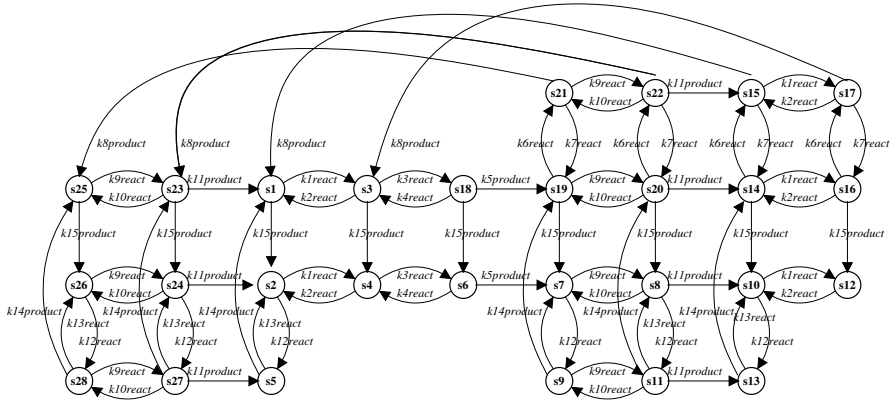 s21 k9react s22 k11product s15 k1react s17
k10react k2react
k8product k8product k8product k8product k6react k7react k6react k7react k6react k7react k6react k7react
s25 k9react s23 k11product s1 k1react s3 k3react s18 k5product s19 k9react s20 k11product s14 k1react s16
k10react k2react k4react k10react k2react
k15product k15product k15product k15product k15product k15product k15product k15product k15product
s26 k9react s24 k11product s2 k1react s4 k3react s6 k5product s7 k9react s8 k11product s10 k1react s12
k10react k2react k4react k10react k2react
k14product k14product k14product k14product k14product k14product
k13react k13react k13react k13react k13react k13react
k12react k12react k12react k12react k12react k12react
s28 k9react s27 k11product s5 s9 k9react s11 k11product s13
k10react k10react